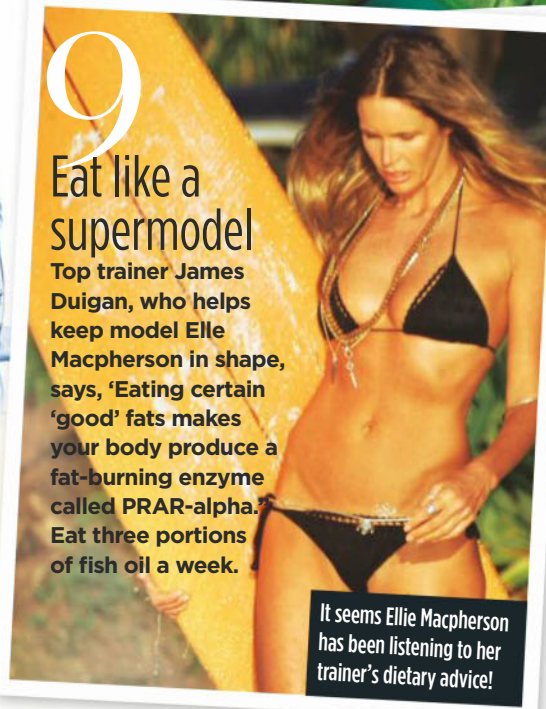 9
Eat like a
supermodel
Top trainer James
Duigan, who helps
keep model Elle
Macpherson in shape,
says, ‘Eating certain
‘good’ fats makes
your body produce a
fat-burning enzyme
called PRAR-alpha.’
Eat three portions
of fish oil a week.
It seems Ellie Macpherson
has been listening to her
trainer’s dietary advice!